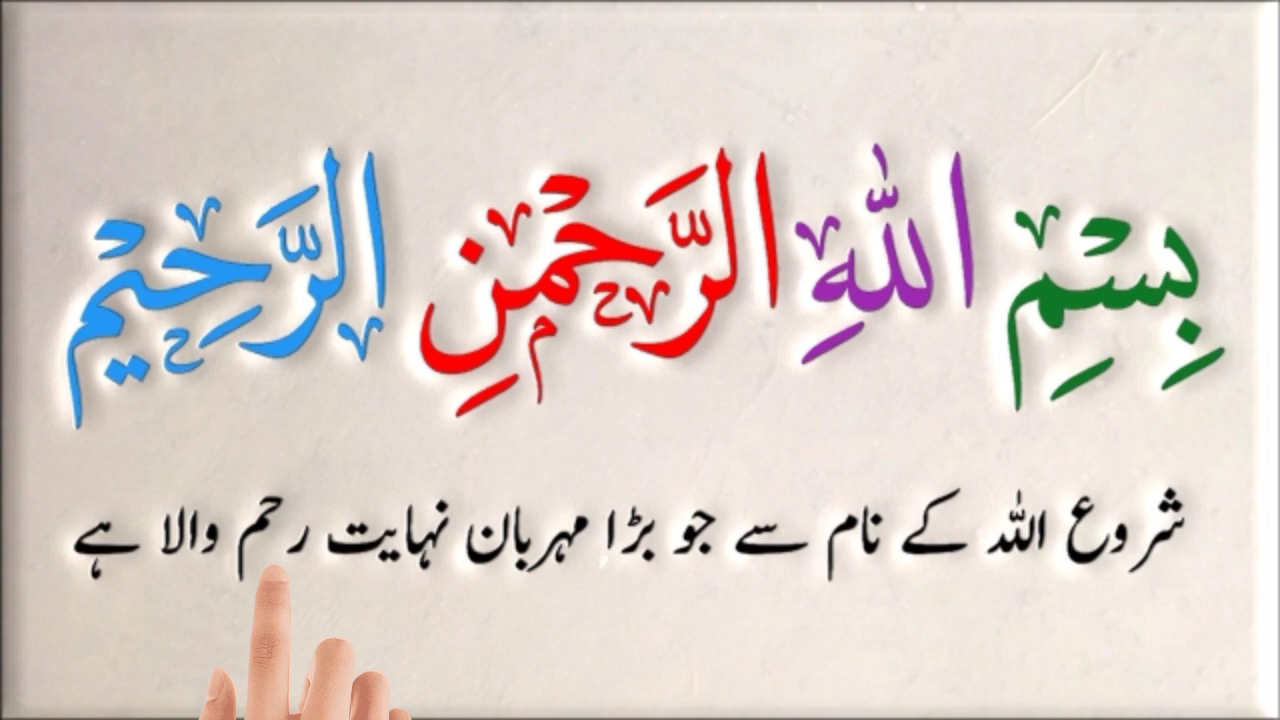 بِسْمِ اللّٰهِ الرَّحْمٰنِ الرَّحِيْمِ
شروع اللہ کے نام سے جو بڑا مہربان نہایت رحم والا ہے